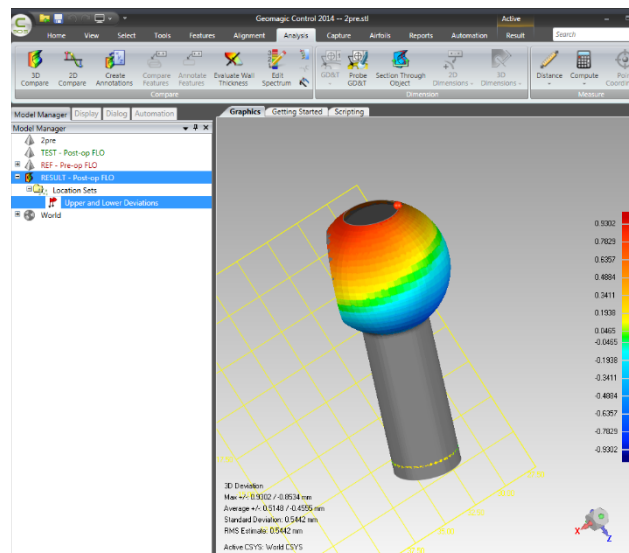 Geomagic Control 2014 -- 2pre.stl
Active
Home View Select Tools Features Alignment Analysis Capture Airfoils Reports Automation Result
Search
3D Compare
2D Compare
Create Annotations
Compare Features
Annotate Features
Evaluate Wall Thickness
Edit Spectrum
GD&T
Probe GD&T
Section Through Object
2D Dimensions
3D Dimensions
Distance
Compute
Compare
Dimension
Measure
Model Manager Display Dialog Automation
Graphics Getting Started Scripting
Model Manager
2pre
TEST - Post-op FLO
REF - Pre-op FLO
RESULT - Post-op FLO
Location Sets
Upper and Lower Deviations
World
0.9302
0.7829
0.6357
0.4884
0.3411
0.1938
0.0465
-0.0465
-0.1938
-0.3411
-0.4884
-0.6357
-0.7829
-0.9302
3D Deviation
Max +/-: 0.9302 / -0.8534 mm
Average +/-: 0.5148 / -0.4555 mm
Standard Deviation: 0.5442 mm
RMS Estimate: 0.5442 mm
Active CSYS: World CSYS
X
Z